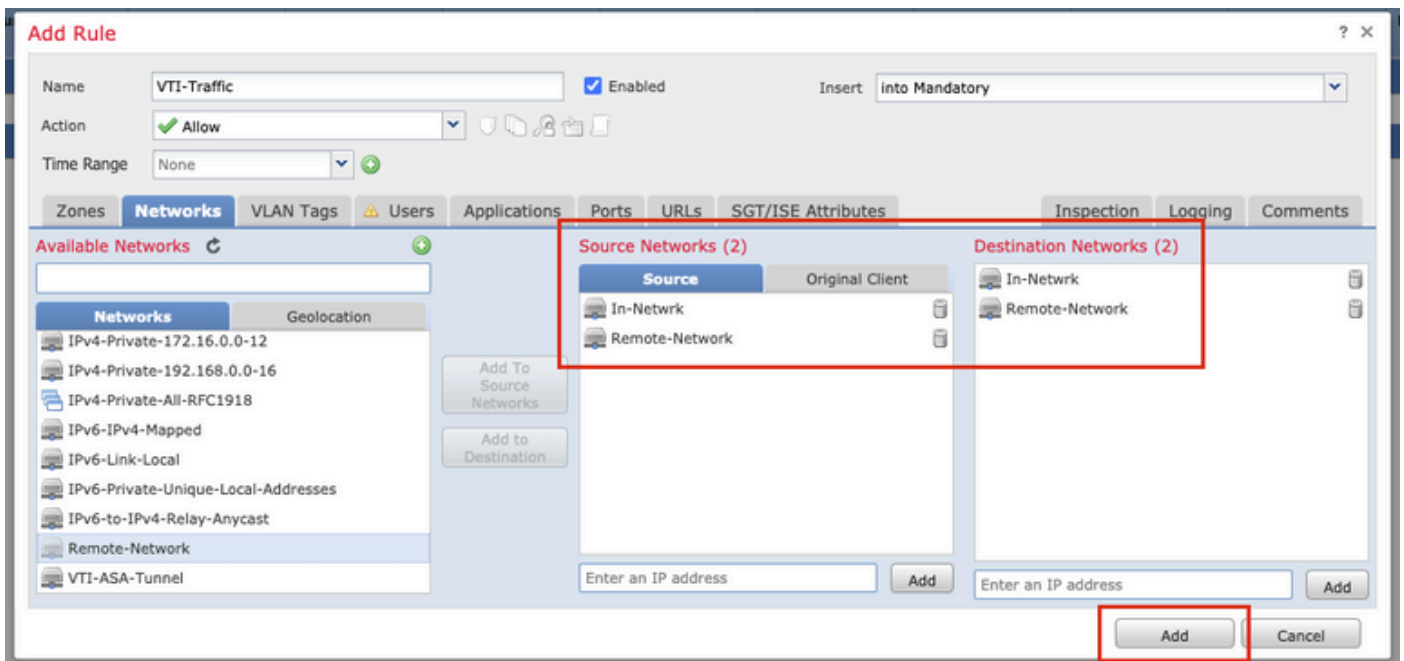 Add Rule
? ×
Name VTI-Traffic Enabled Insert into Mandatory
Action Allow
Time Range None
Zones Networks VLAN Tags Users Applications Ports URLs SGT/ISE Attributes Inspection Logging Comments
Available Networks
Networks Geolocation
IPv4-Private-172.16.0.0-12
IPv4-Private-192.168.0.0-16
IPv4-Private-All-RFC1918
IPv6-IPv4-Mapped
IPv6-Link-Local
IPv6-Private-Unique-Local-Addresses
IPv6-to-IPv4-Relay-Anycast
Remote-Network
VTI-ASA-Tunnel
Add To
Source
Networks
Add to
Destination
Source Networks (2)
Source Original Client
In-Netwrk
Remote-Network
Enter an IP address Add
Destination Networks (2)
In-Netwrk
Remote-Network
Enter an IP address Add
Add Cancel